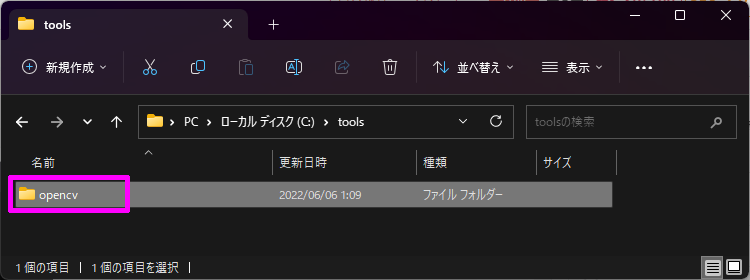 tools
新規作成 並べ替え 表示
PC ローカル ディスク (C:) tools toolsの検索
名前 更新日時 種類 サイズ
opencv 2022/06/06 1:09 ファイル フォルダー
1 個の項目 1 個の項目を選択